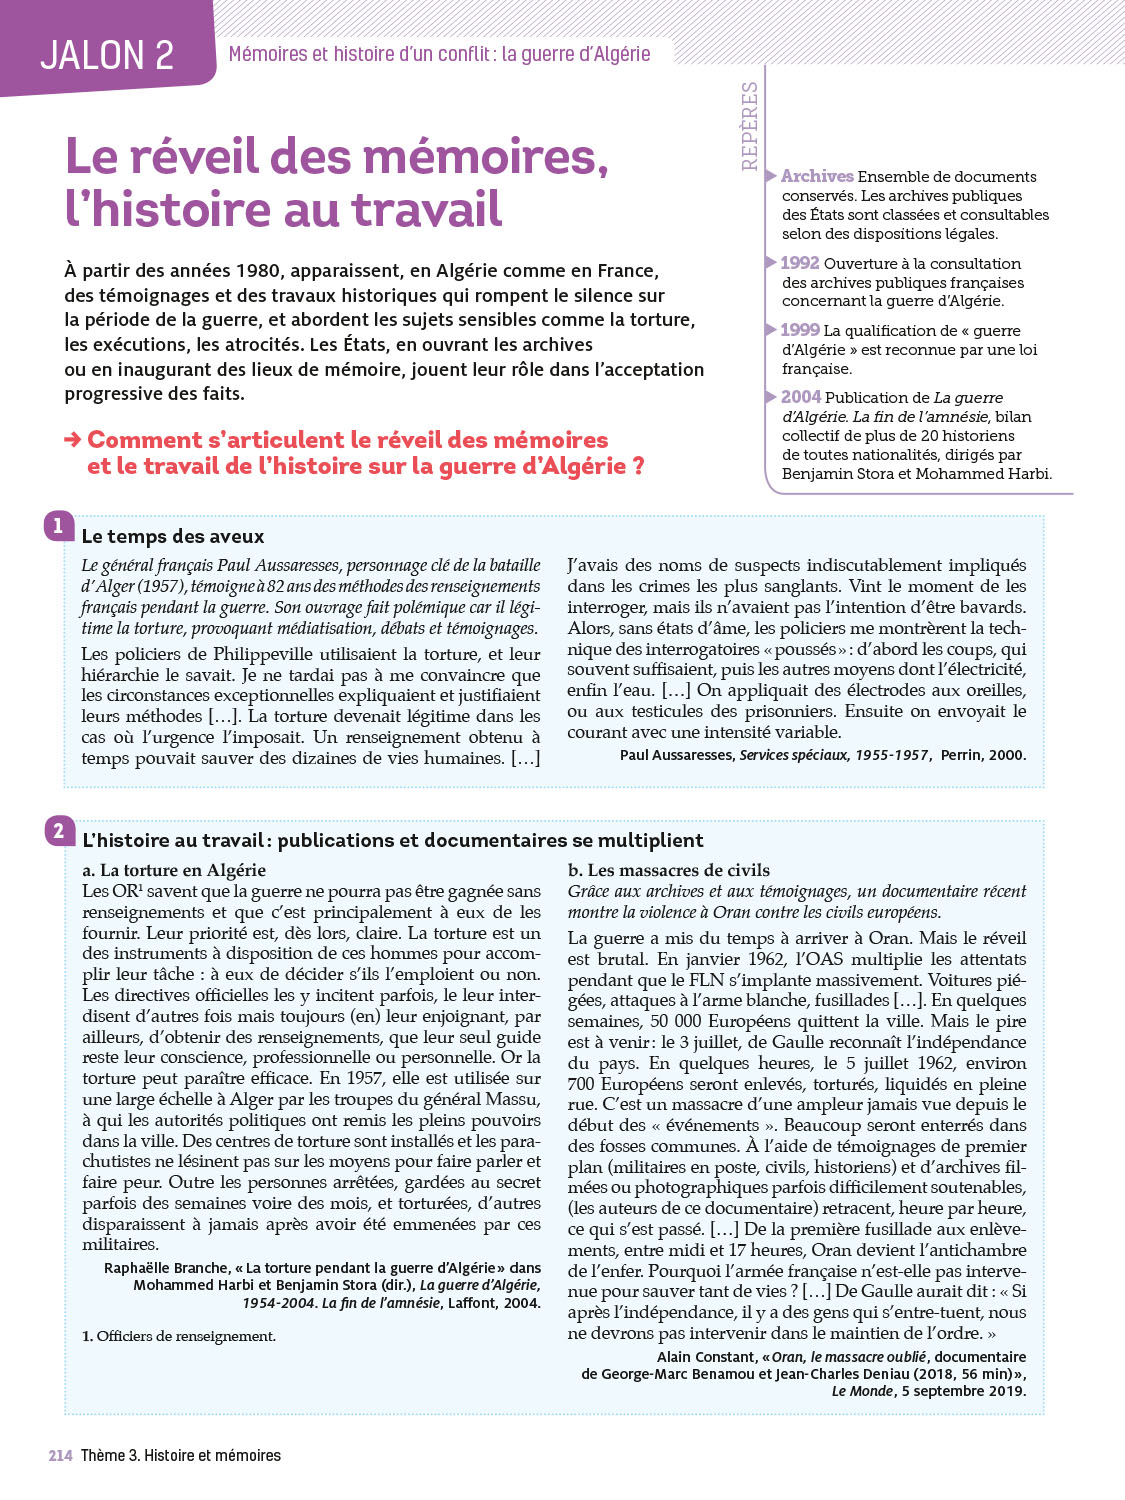 JALON 2
Mémoires et histoire d'un conflit : la guerre d'Algérie
Le réveil des mémoires,
l'histoire au travail
À partir des années 1980, apparaissent, en Algérie comme en France,
des témoignages et des travaux historiques qui rompent le silence sur
la période de la guerre, et abordent les sujets sensibles comme la torture,
les exécutions, les atrocités. Les États, en ouvrant les archives
ou en inaugurant des lieux de mémoire, jouent leur rôle dans l'acceptation
progressive des faits.
→ Comment s'articulent le réveil des mémoires
et le travail de l'histoire sur la guerre d'Algérie ?
REPÈRES
Archives Ensemble de documents
conservés. Les archives publiques
des États sont classées et consultables
selon des dispositions légales.
1992 Ouverture à la consultation
des archives publiques françaises
concernant la guerre d'Algérie.
1999 La qualification de « guerre
d'Algérie » est reconnue par une loi
française.
2004 Publication de La guerre
d'Algérie. La fin de l'amnésie, bilan
collectif de plus de 20 historiens
de toutes nationalités, dirigés par
Benjamin Stora et Mohammed Harbi.
1
Le temps des aveux
Le général français Paul Aussaresses, personnage clé de la bataille
d'Alger (1957), témoigne à 82 ans des méthodes des renseignements
français pendant la guerre. Son ouvrage fait polémique car il légi-
time la torture, provoquant médiatisation, débats et témoignages.
Les policiers de Philippeville utilisaient la torture, et leur
hiérarchie le savait. Je ne tardai pas à me convaincre que
les circonstances exceptionnelles expliquaient et justifiaient
leurs méthodes […]. La torture devenait légitime dans les
cas où l'urgence l'imposait. Un renseignement obtenu à
temps pouvait sauver des dizaines de vies humaines. […]
J'avais des noms de suspects indiscutablement impliqués
dans les crimes les plus sanglants. Vint le moment de les
interroger, mais ils n'avaient pas l'intention d'être bavards.
Alors, sans états d'âme, les policiers me montrèrent la tech-
nique des interrogatoires « poussés » : d'abord les coups, qui
souvent suffisaient, puis les autres moyens dont l'électricité,
enfin l'eau. […] On appliquait des électrodes aux oreilles,
ou aux testicules des prisonniers. Ensuite on envoyait le
courant avec une intensité variable.
Paul Aussaresses, Services spéciaux, 1955-1957, Perrin, 2000.
2
L'histoire au travail : publications et documentaires se multiplient
a. La torture en Algérie
Les OR¹ savent que la guerre ne pourra pas être gagnée sans
renseignements et que c'est principalement à eux de les
fournir. Leur priorité est, dès lors, claire. La torture est un
des instruments à disposition de ces hommes pour accom-
plir leur tâche : à eux de décider s'ils l'emploient ou non.
Les directives officielles les y incitent parfois, le leur inter-
disent d'autres fois mais toujours (en) leur enjoignant, par
ailleurs, d'obtenir des renseignements, que leur seul guide
reste leur conscience, professionnelle ou personnelle. Or la
torture peut paraître efficace. En 1957, elle est utilisée sur
une large échelle à Alger par les troupes du général Massu,
à qui les autorités politiques ont remis les pleins pouvoirs
dans la ville. Des centres de torture sont installés et les para-
chutistes ne lésinent pas sur les moyens pour faire parler et
faire peur. Outre les personnes arrêtées, gardées au secret
parfois des semaines voire des mois, et torturées, d'autres
disparaissent à jamais après avoir été emmenées par ces
militaires.
Raphaëlle Branche, « La torture pendant la guerre d'Algérie » dans
Mohammed Harbi et Benjamin Stora (dir.), La guerre d'Algérie,
1954-2004. La fin de l'amnésie, Laffont, 2004.
1. Officiers de renseignement.
b. Les massacres de civils
Grâce aux archives et aux témoignages, un documentaire récent
montre la violence à Oran contre les civils européens.
La guerre a mis du temps à arriver à Oran. Mais le réveil
est brutal. En janvier 1962, l'OAS multiplie les attentats
pendant que le FLN s'implante massivement. Voitures pié-
gées, attaques à l'arme blanche, fusillades […]. En quelques
semaines, 50 000 Européens quittent la ville. Mais le pire
est à venir : le 3 juillet, de Gaulle reconnaît l'indépendance
du pays. En quelques heures, le 5 juillet 1962, environ
700 Européens seront enlevés, torturés, liquidés en pleine
rue. C'est un massacre d'une ampleur jamais vue depuis le
début des « événements ». Beaucoup seront enterrés dans
des fosses communes. À l'aide de témoignages de premier
plan (militaires en poste, civils, historiens) et d'archives fil-
mées ou photographiques parfois difficilement soutenables,
(les auteurs de ce documentaire) retracent, heure par heure,
ce qui s'est passé. […] De la première fusillade aux enlève-
ments, entre midi et 17 heures, Oran devient l'antichambre
de l'enfer. Pourquoi l'armée française n'est-elle pas interve-
nue pour sauver tant de vies ? […] De Gaulle aurait dit : « Si
après l'indépendance, il y a des gens qui s'entre-tuent, nous
ne devrons pas intervenir dans le maintien de l'ordre. »
Alain Constant, « Oran, le massacre oublié, documentaire
de George-Marc Benamou et Jean-Charles Deniau (2018, 56 min) »,
Le Monde, 5 septembre 2019.
214 Thème 3. Histoire et mémoires